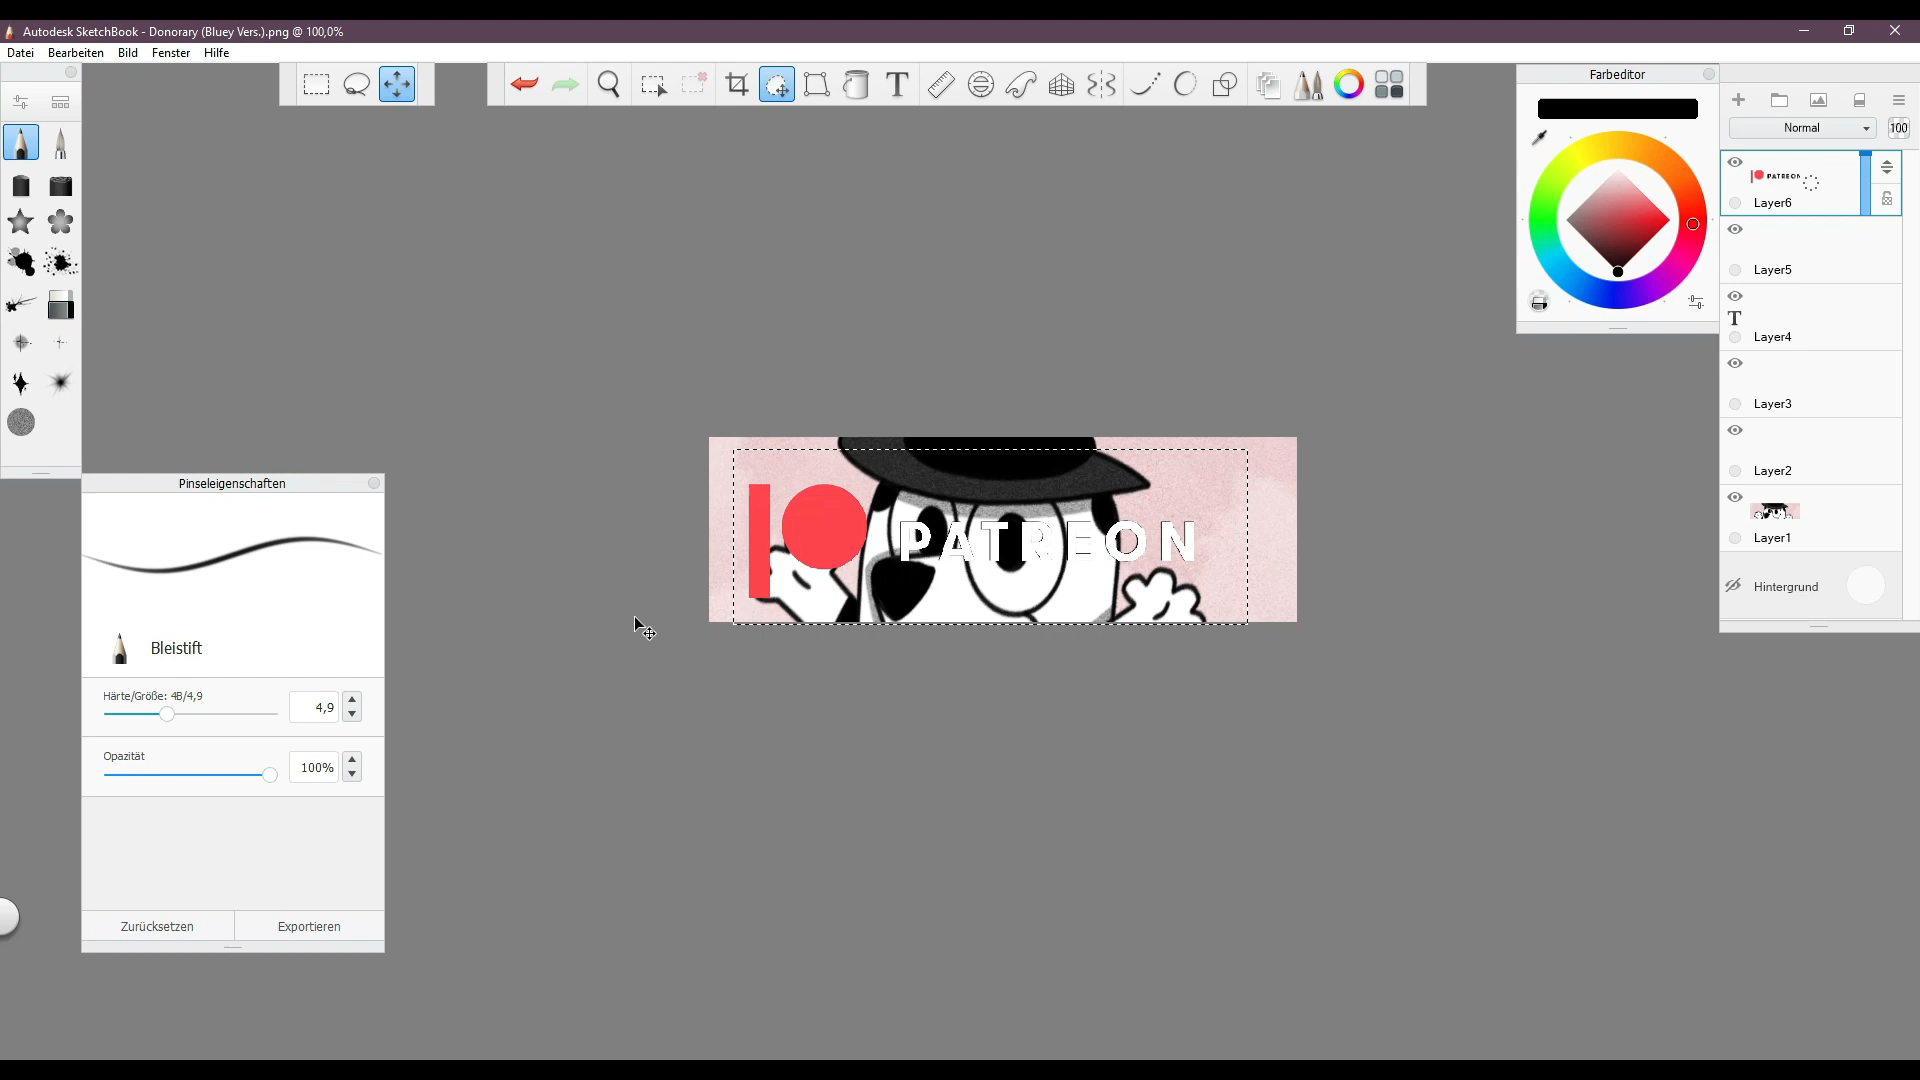 Autodesk SketchBook - Donorary (Bluey Vers.).png @ 100,0%
Datei Bearbeiten Bild Fenster Hilfe
Farbeditor
Normal 100
PATREON
Layer6
Layer5
T
Layer4
Layer3
Layer2
Layer1
Hintergrund
PATREON
Pinseleigenschaften
Bleistift
Härte/Größe: 4B/4,9
4,9
Opazität
100%
Zurücksetzen Exportieren